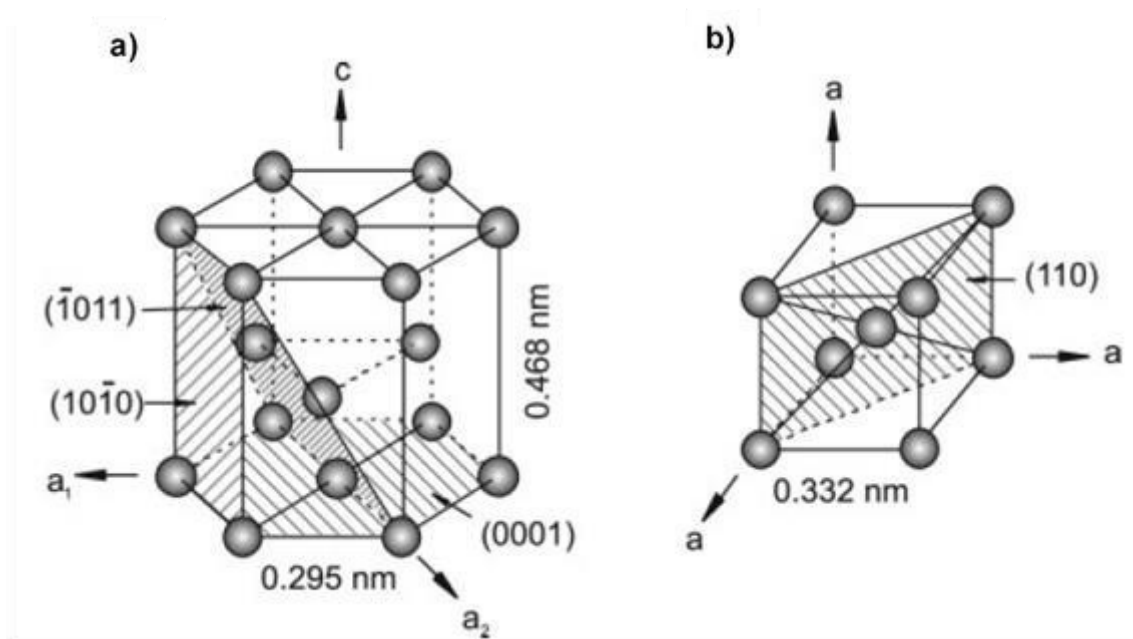 a)
c
(1̄011)
(101̄0)
a₁
0.468 nm
(0001)
0.295 nm
a₂
b)
a
(110)
a
0.332 nm
a